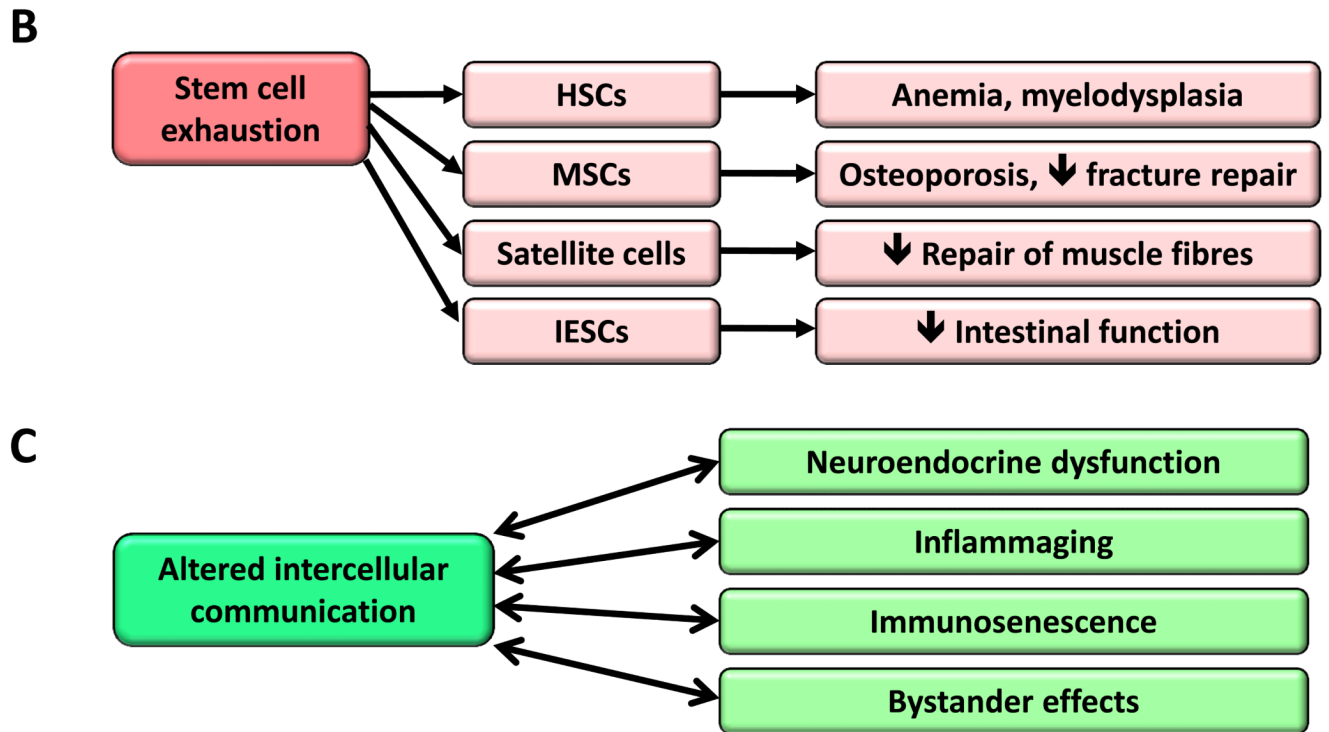 B
Stem cell
exhaustion
HSCs
Anemia, myelodysplasia
MSCs
Osteoporosis, 🡻 fracture repair
Satellite cells
🡻 Repair of muscle fibres
IESCs
🡻 Intestinal function
C
Altered intercellular
communication
Neuroendocrine dysfunction
Inflammaging
Immunosenescence
Bystander effects